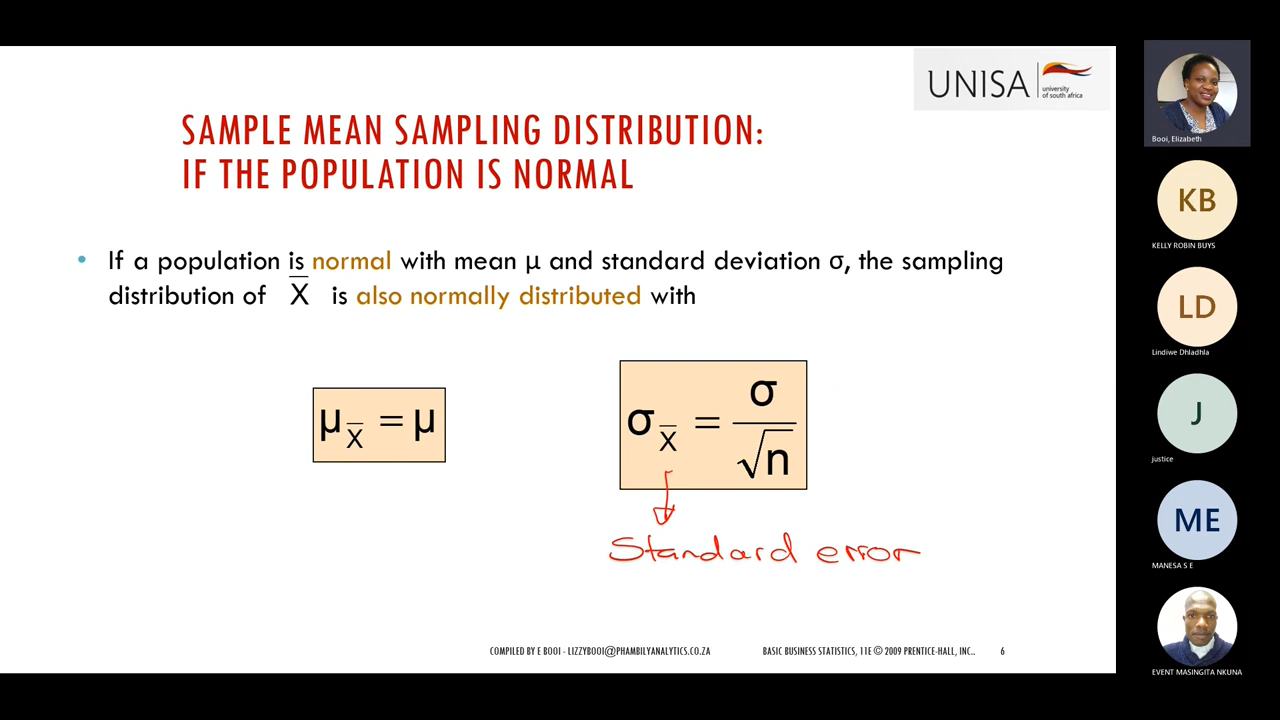 UNISA
university
of south africa
SAMPLE MEAN SAMPLING DISTRIBUTION:
IF THE POPULATION IS NORMAL
• If a population is normal with mean μ and standard deviation σ, the sampling
distribution of X̅ is also normally distributed with
μX̅ = μ
σX̅ = σ/√n
Standard error
COMPILED BY E BOOI - LIZZYBOOI@PHAMBILYANALYTICS.CO.ZA BASIC BUSINESS STATISTICS, 11E © 2009 PRENTICE-HALL, INC.. 6
Booi, Elizabeth
KB
KELLY ROBIN BUYS
LD
Lindiwe Dhladhla
J
justice
ME
MANESA S E
EVENT MASINGITA NKUNA